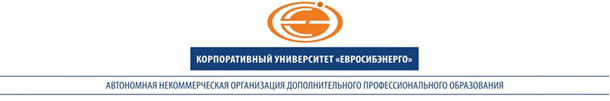 КОРПОРАТИВНЫЙ УНИВЕРСИТЕТ «ЕВРОСИБЭНЕРГО»
АВТОНОМНАЯ НЕКОММЕРЧЕСКАЯ ОРГАНИЗАЦИЯ ДОПОЛНИТЕЛЬНОГО ПРОФЕССИОНАЛЬНОГО ОБРАЗОВАНИЯ